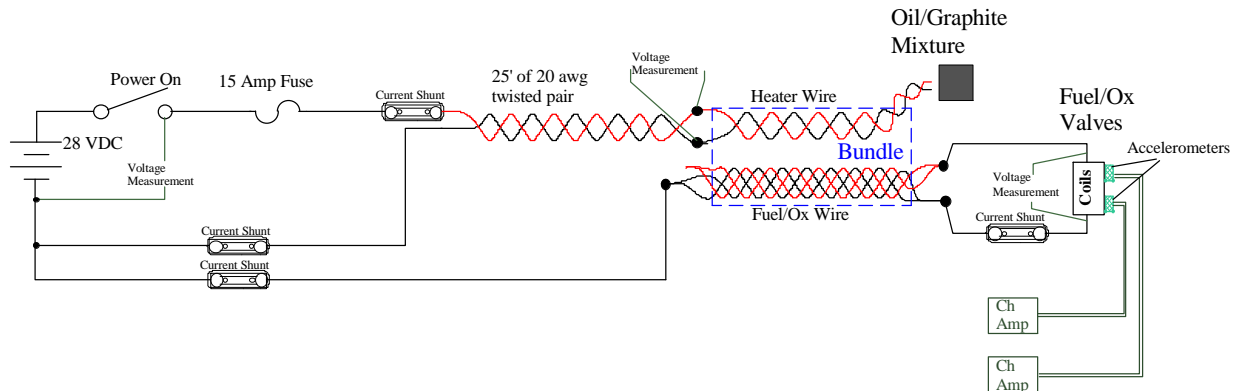 Oil/Graphite
Mixture
Power On
15 Amp Fuse
Current Shunt
25' of 20 awg
twisted pair
Voltage
Measurement
Heater Wire
Fuel/Ox
Valves
28 VDC
Voltage
Measurement
Bundle
Accelerometers
Voltage
Measurement
Coils
Fuel/Ox Wire
Current Shunt
Current Shunt
Current Shunt
Ch
Amp
Ch
Amp